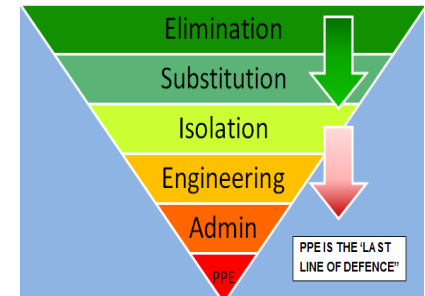 Elimination
Substitution
Isolation
Engineering
Admin
PPE
PPE IS THE 'LAST
LINE OF DEFENCE"